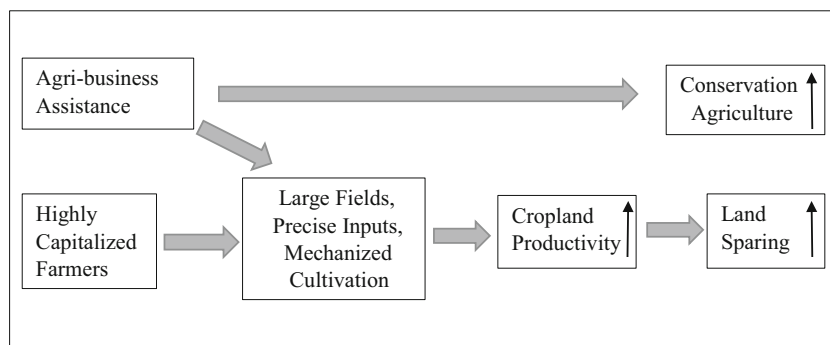 Agri-business
Assistance
Conservation
Agriculture
Highly
Capitalized
Farmers
Large Fields,
Precise Inputs,
Mechanized
Cultivation
Cropland
Productivity
Land
Sparing